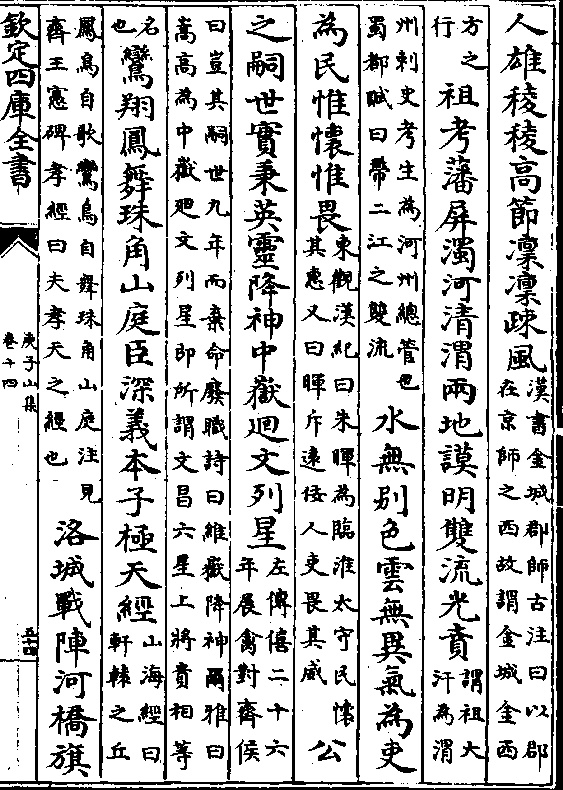 人雄稜稜高節凜凜疎風漢書金城郡師古注曰以郡在京師之西故謂金城金西
方之行祖考藩屏濁河清渭兩地謨明雙流光賁謂祖大汗為渭
州刺史考生為河州總管也蜀都賦曰帶二江之雙流水無別色雲無異氣為吏
為民惟懷惟畏東觀漢紀曰朱暉為臨淮太守民懷其惠又曰暉斥遠佞人吏畏其威公
之嗣世實秉英靈降神中嶽廻文列星左傳僖二十六年展禽對齊侯
曰豈其嗣世九年而棄命廢職詩曰維嶽降神爾雅曰嵩高為中嶽廻文列星即所謂文昌六星上將貴相等
名也鸞翔鳳舞珠角山庭臣深義本子極天經山海經曰軒轅之丘
鳳鳥自歌鸞鳥自舞珠角山庭注見齊王憲碑孝經曰夫孝天之經也洛城戰陣河橋旗
欽定四庫全書
庾子山集
卷十四